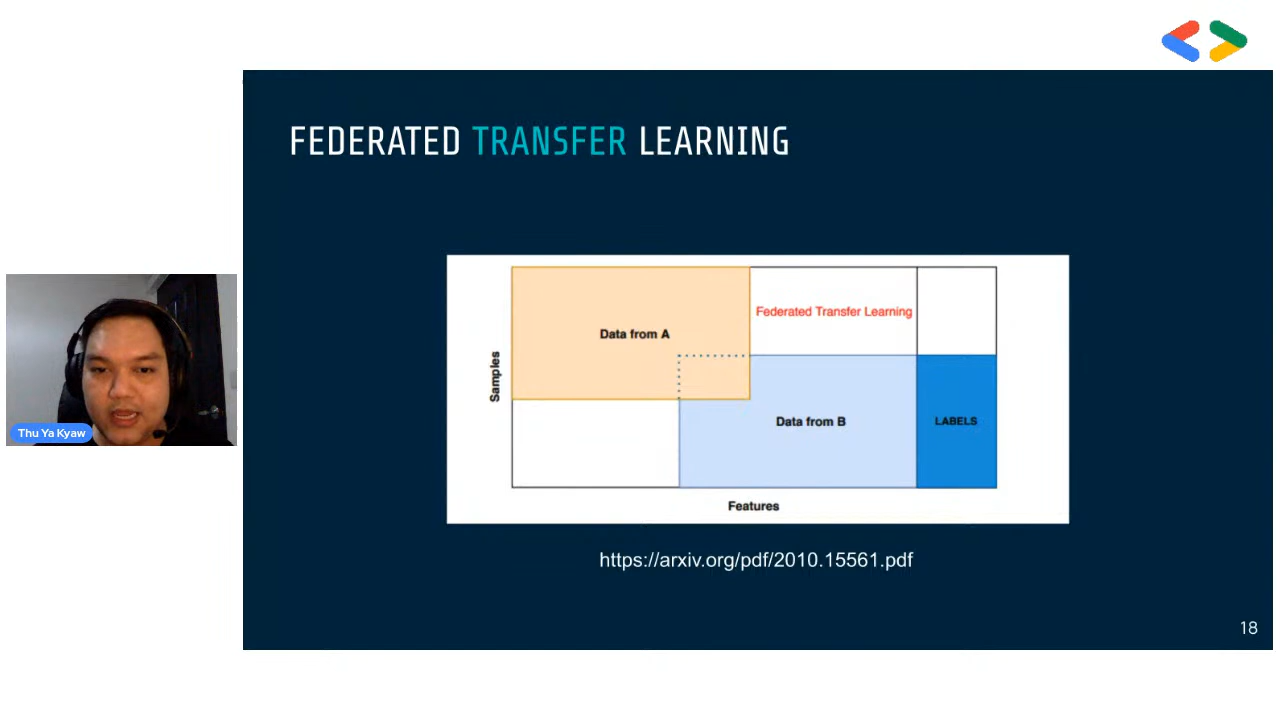 FEDERATED TRANSFER LEARNING
Data from A
Federated Transfer Learning
Samples
Data from B
LABELS
Features
https://arxiv.org/pdf/2010.15561.pdf
Thu Ya Kyaw
18